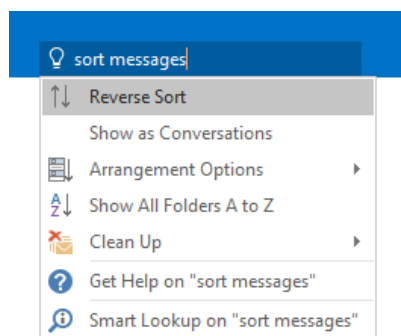 sort messages
Reverse Sort
Show as Conversations
Arrangement Options
Show All Folders A to Z
Clean Up
Get Help on "sort messages"
Smart Lookup on "sort messages"